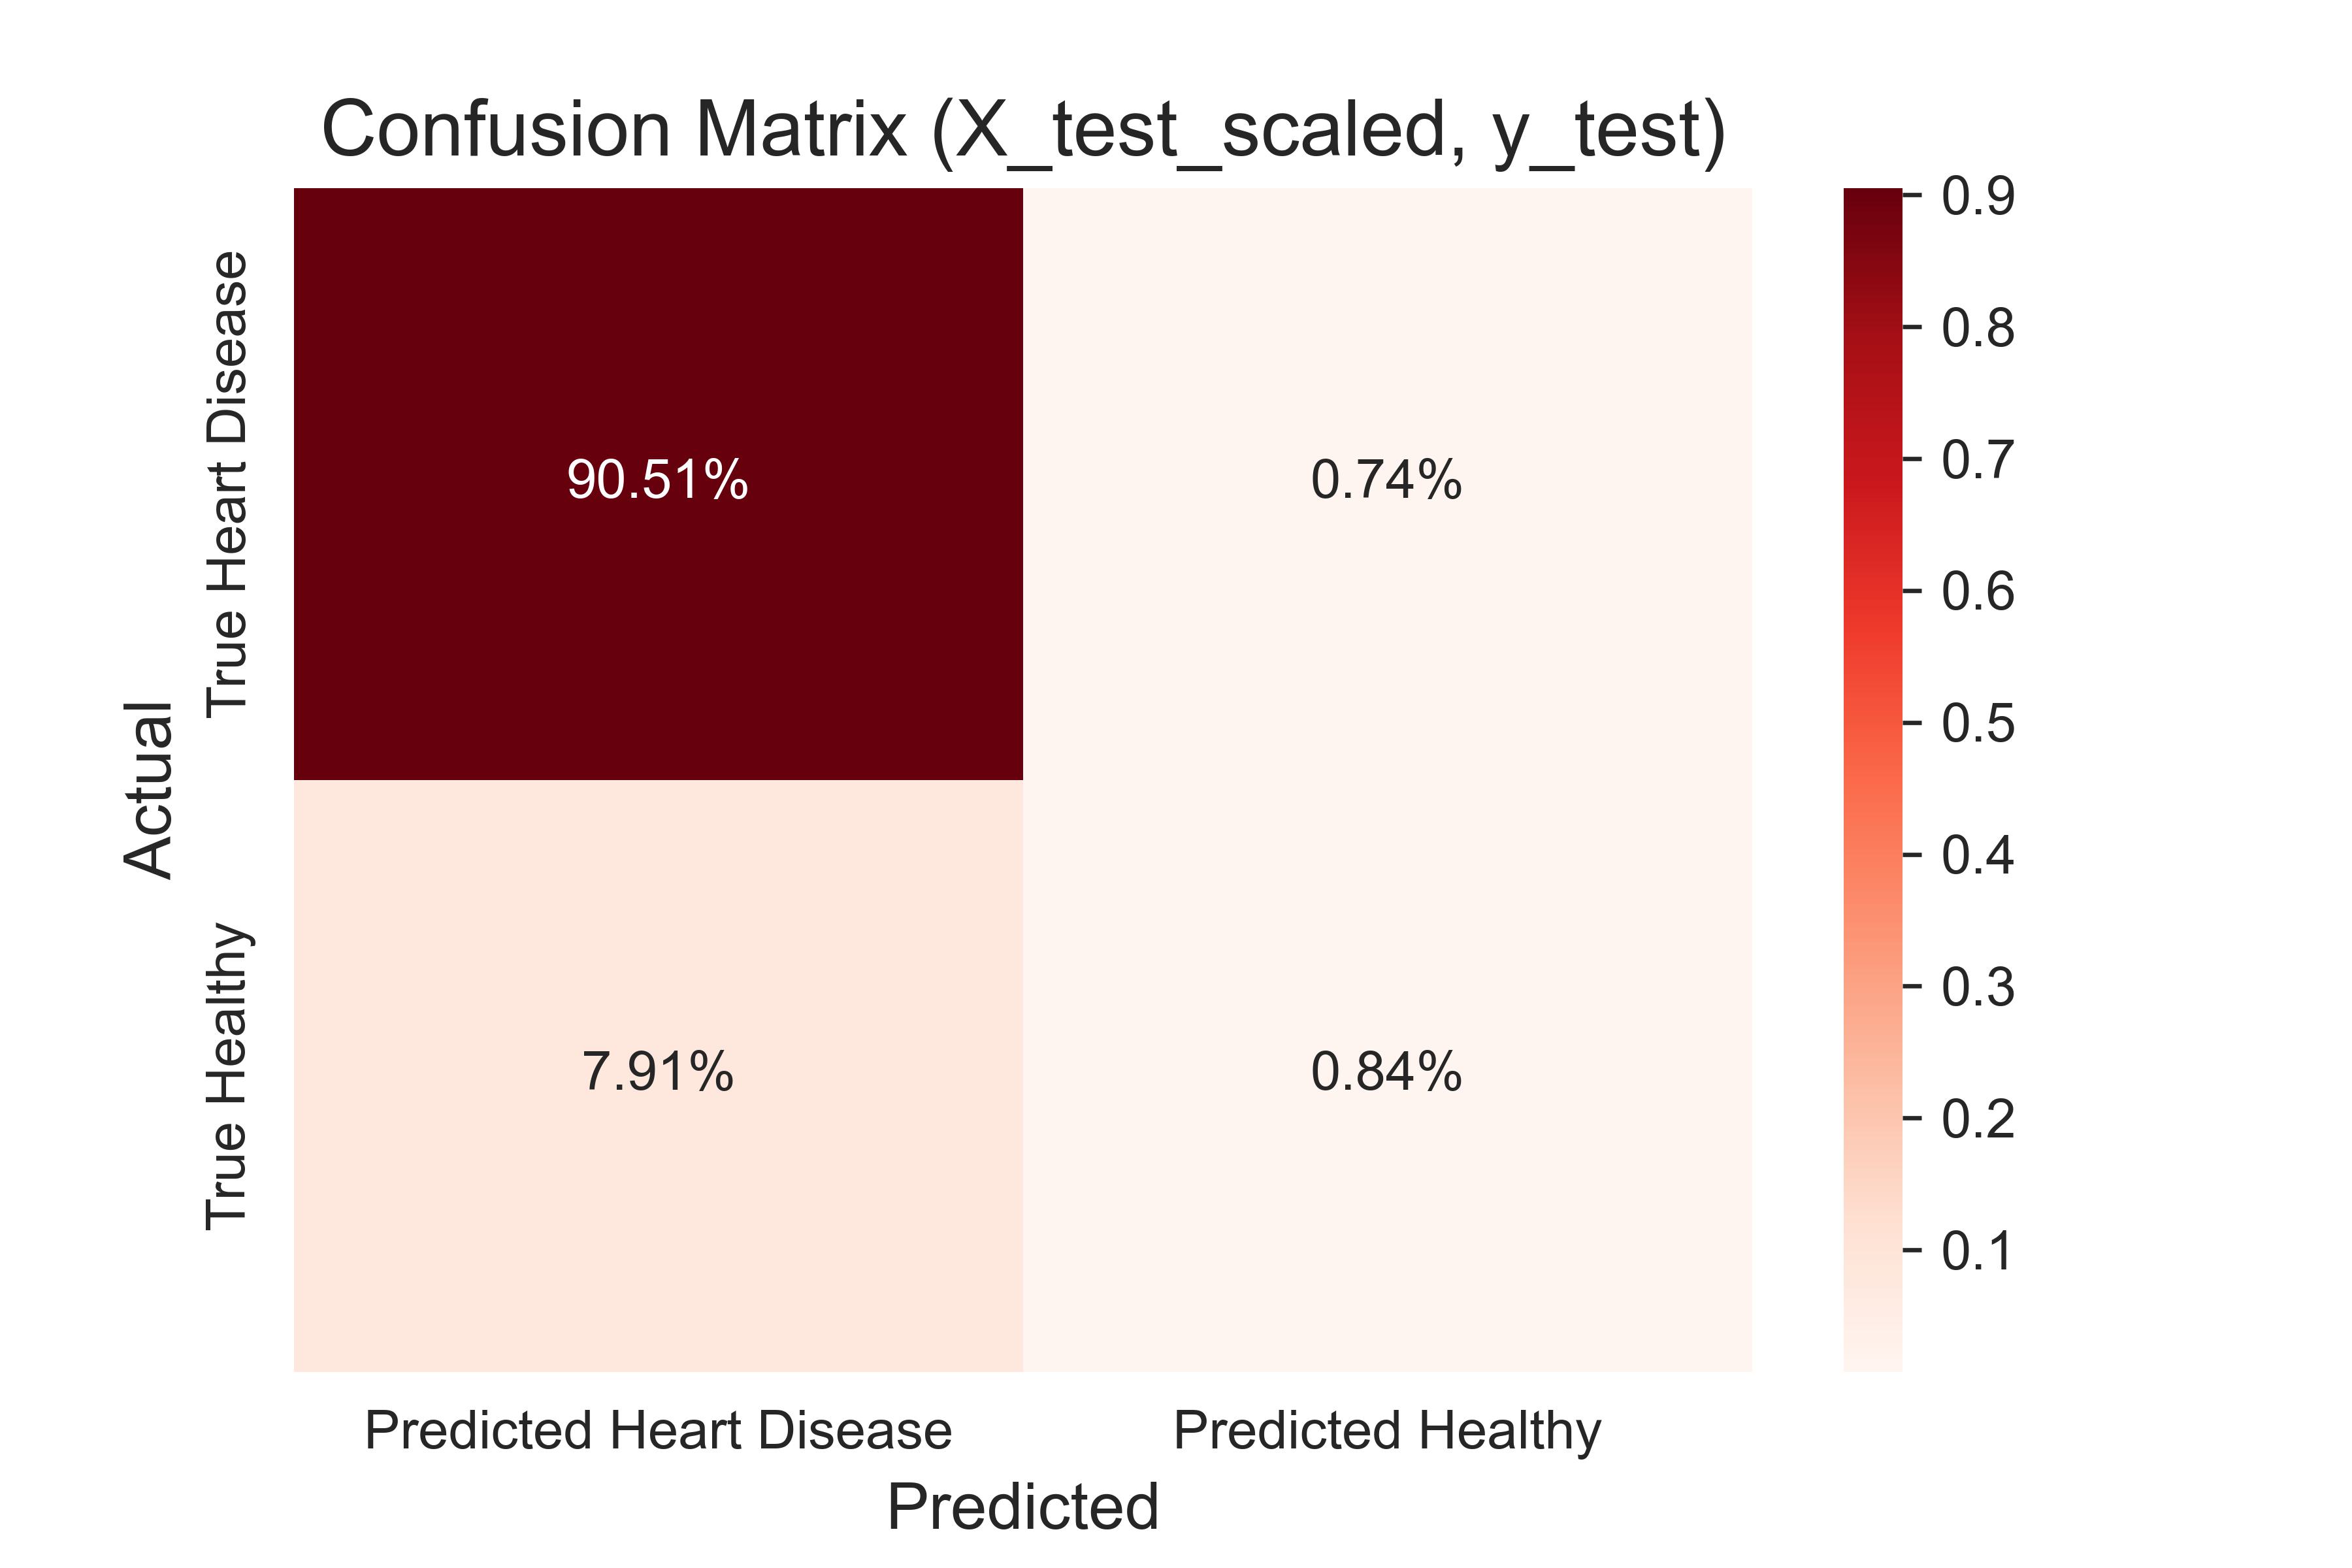 Confusion Matrix (X_test_scaled, y_test)
Actual
True Heart Disease
True Healthy
90.51%
0.74%
7.91%
0.84%
Predicted Heart Disease
Predicted Healthy
Predicted
0.9
0.8
0.7
0.6
0.5
0.4
0.3
0.2
0.1